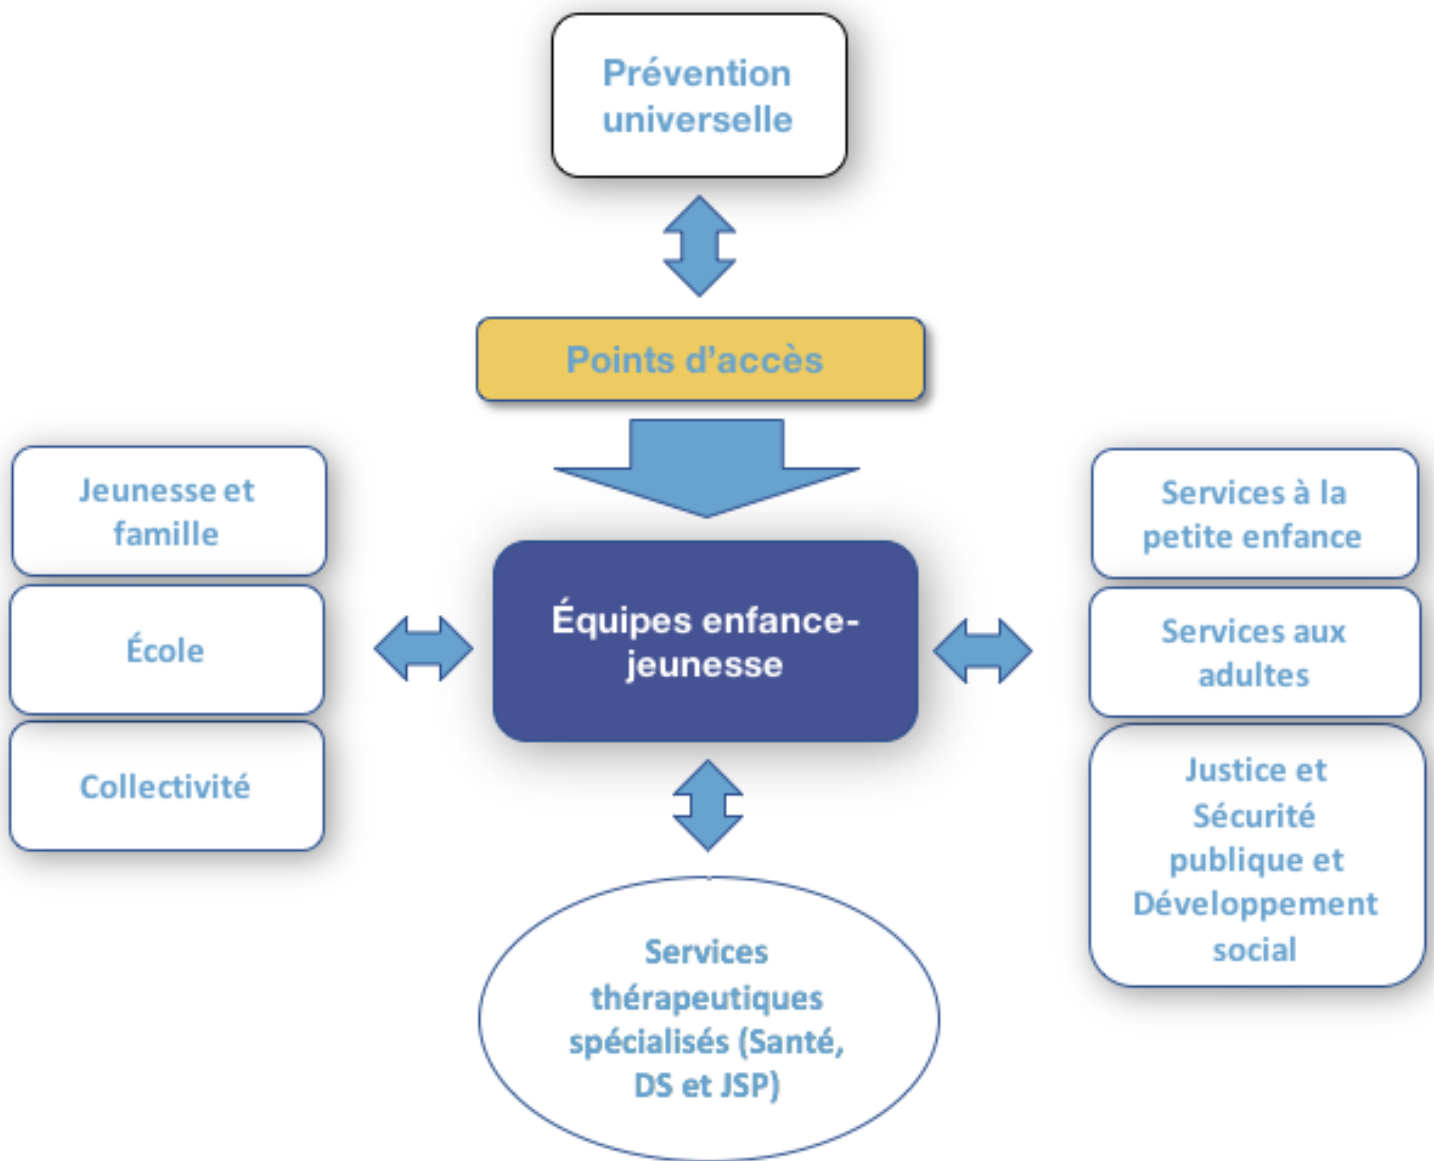 Prévention
universelle
Points d'accès
Jeunesse et
famille
École
Collectivité
Équipes enfance-
jeunesse
Services à la
petite enfance
Services aux
adultes
Justice et
Sécurité
publique et
Développement
social
Services
thérapeutiques
spécialisés (Santé,
DS et JSP)